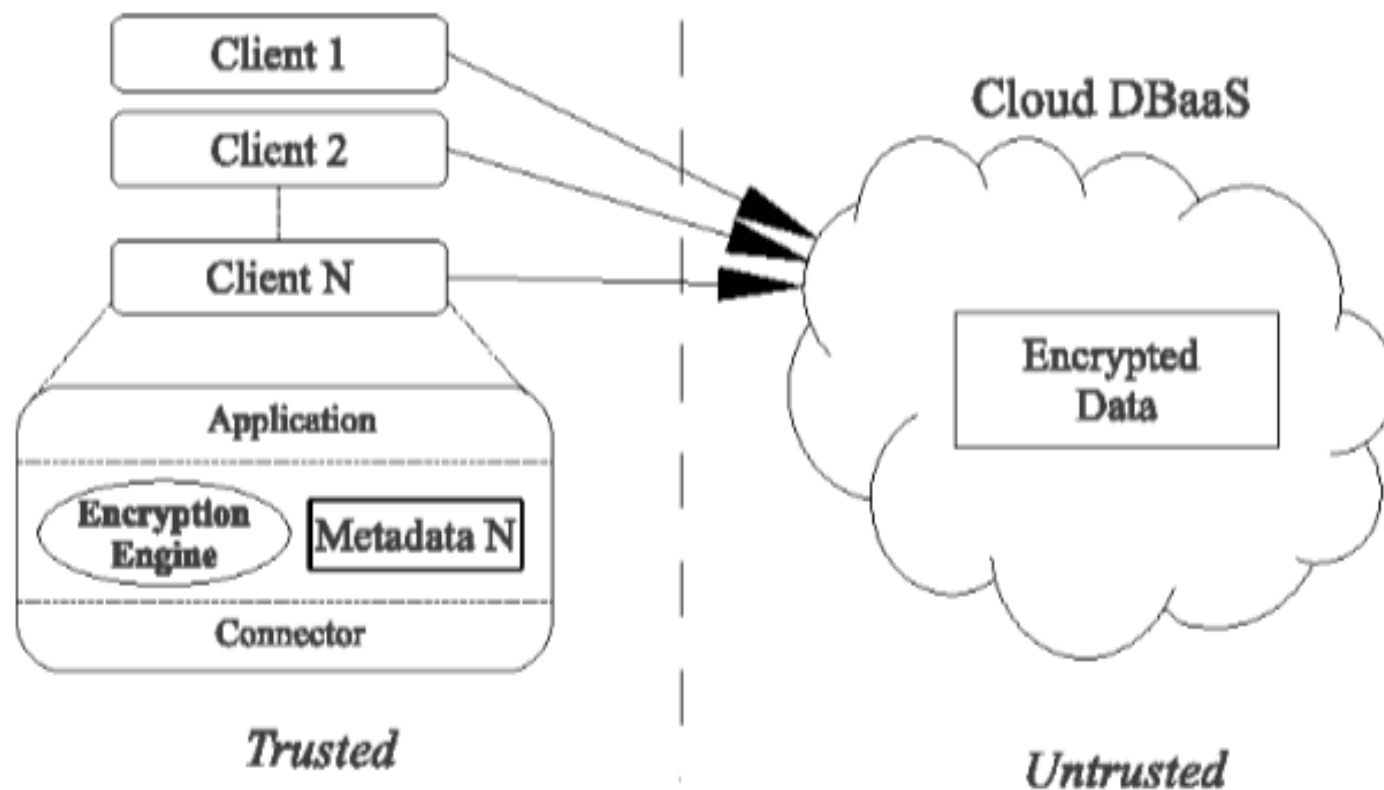 Client 1
Client 2
Client N
Application
Encryption
Engine
Metadata N
Connector
Trusted
Cloud DBaaS
Encrypted
Data
Untrusted